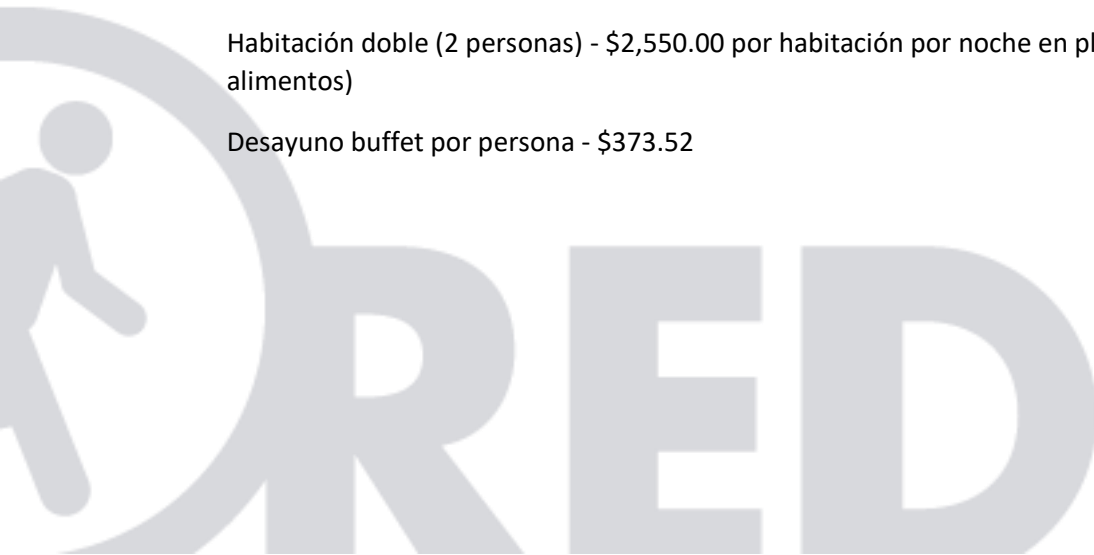 Habitación doble (2 personas) - $2,550.00 por habitación por noche en
alimentos)
Desayuno buffet por persona - $373.52
RED